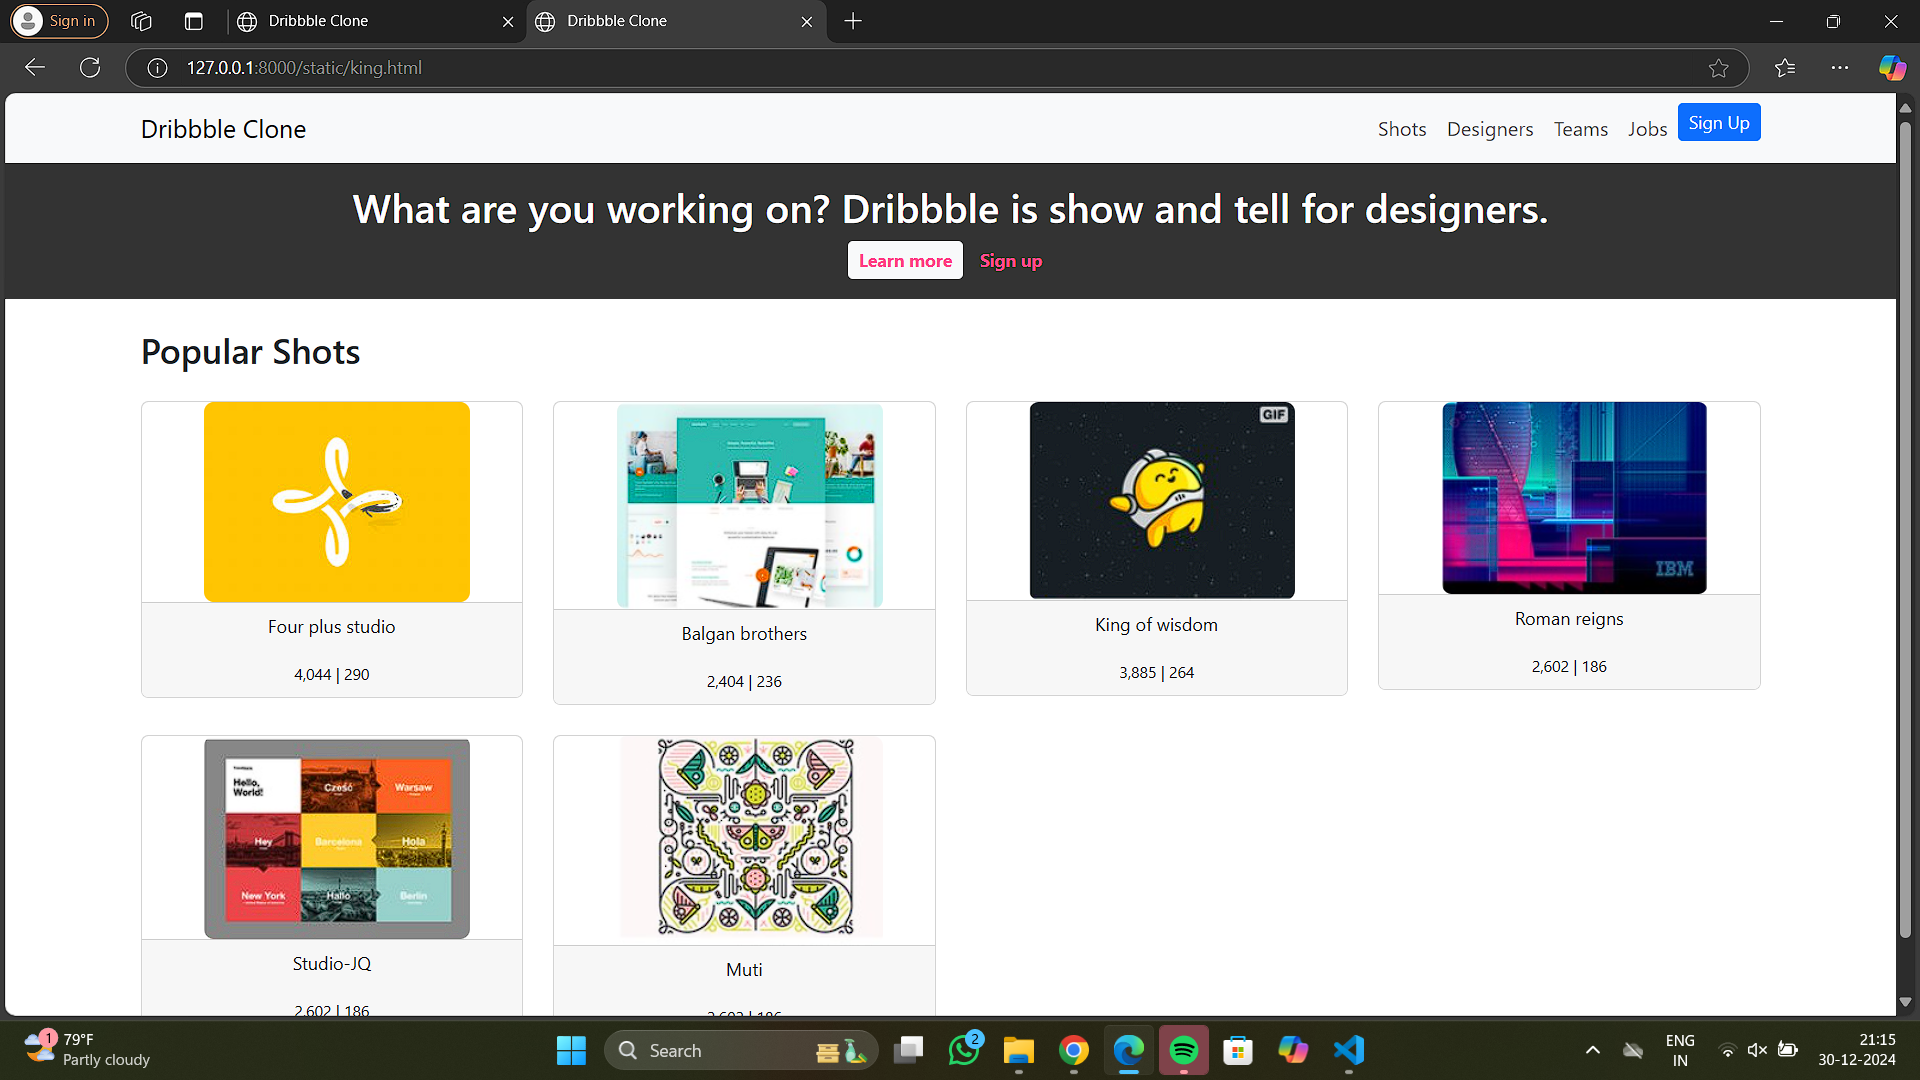 Sign in
Dribbble Clone
Dribbble Clone
127.0.0.1:8000/static/king.html
Dribbble Clone
Shots
Designers
Teams
Jobs
Sign Up
What are you working on? Dribbble is show and tell for designers.
Learn more
Sign up
Popular Shots
GIF
IBM
Four plus studio
4,044 | 290
Balgan brothers
2,404 | 236
King of wisdom
3,885 | 264
Roman reigns
2,602 | 186
Hello,
World!
Cześć
Warsaw
Hey
Barcelona
Hola
New York
Hallo
Berlin
Studio-JQ
2,602 | 186
Muti
2,602 | 186
1
79°F
Partly cloudy
Search
2
ENG
IN
21:15
30-12-2024